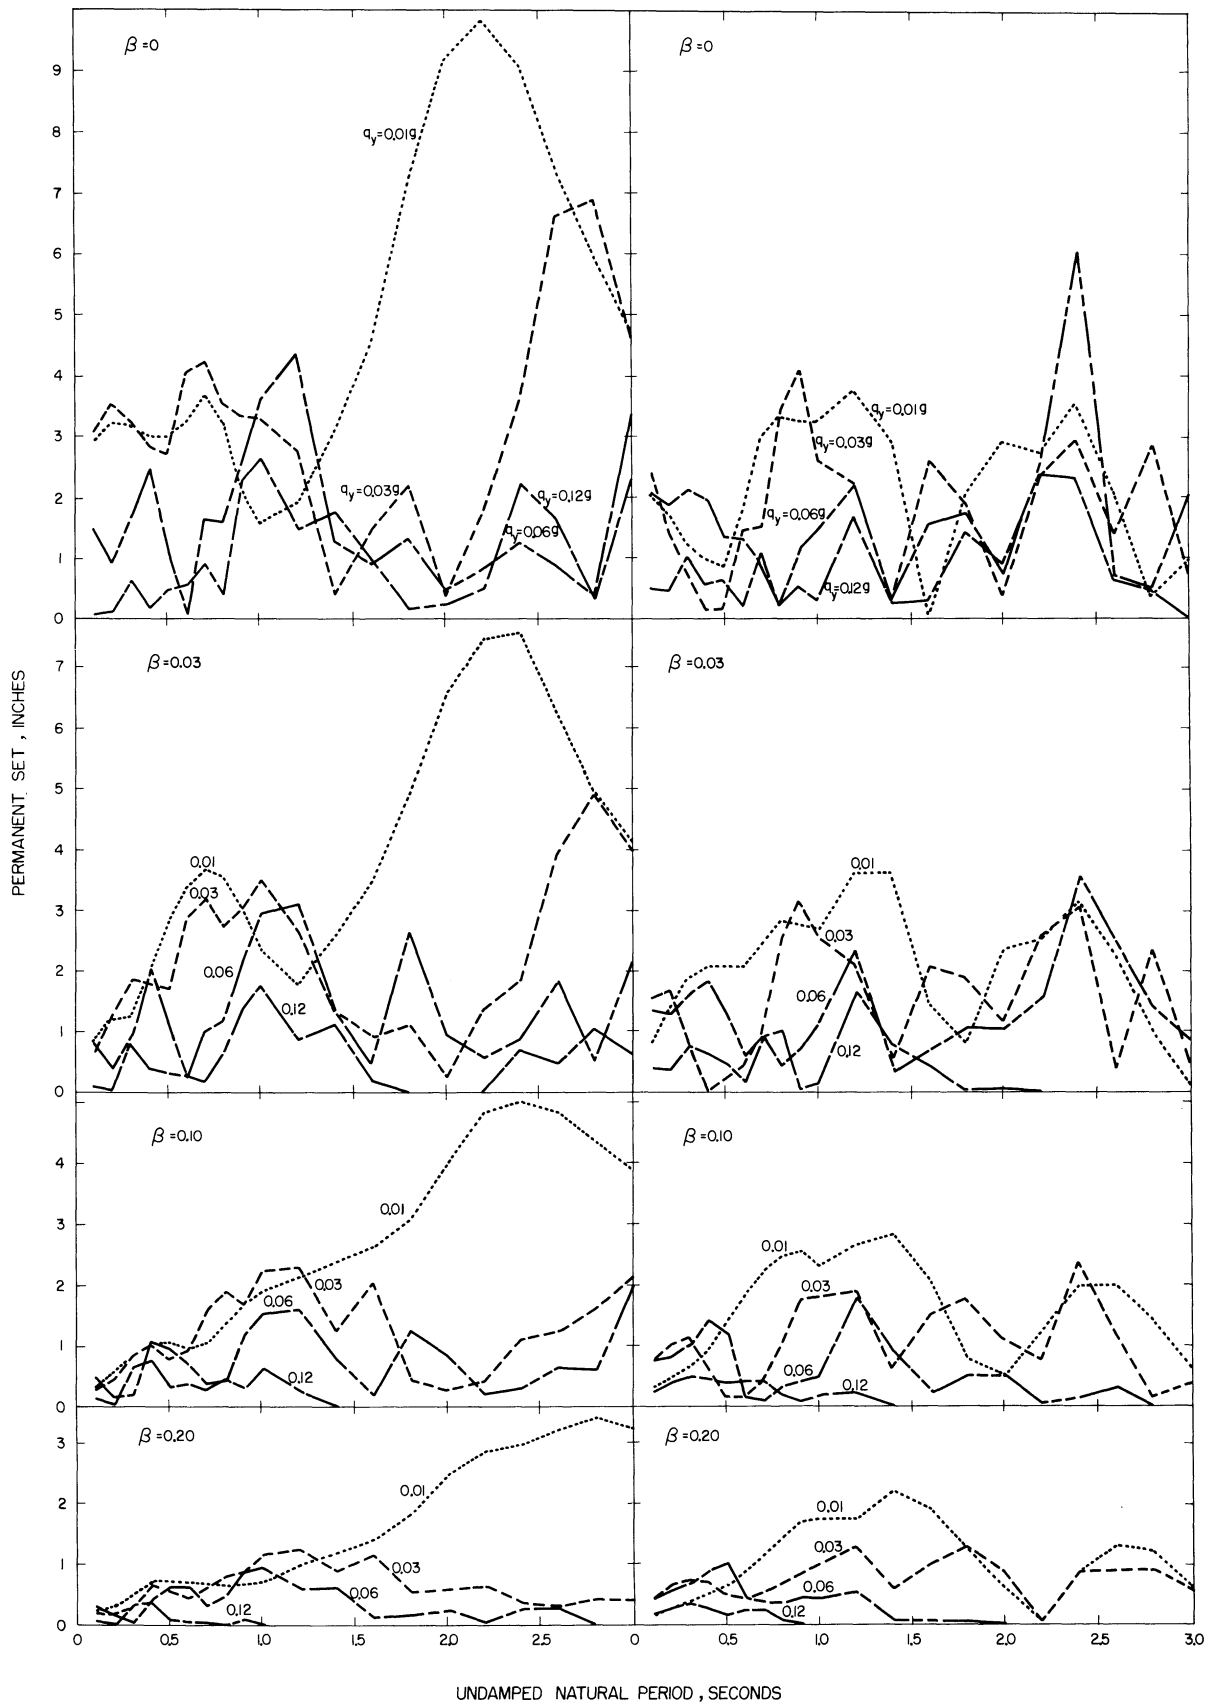 β=0
β=0
9
8
7
6
5
4
3
2
1
0
qy=0.01g
qy=0.03g
qy=0.12g
qy=0.06g
qy=0.01g
qy=0.03g
qy=0.06g
qy=0.12g
β=0.03
β=0.03
7
6
5
4
3
2
1
0
0.01
0.03
0.06
0.12
0.01
0.03
0.06
0.12
PERMANENT SET, INCHES
β=0.10
β=0.10
4
3
2
1
0
0.01
0.03
0.06
0.12
0.01
0.03
0.06
0.12
β=0.20
β=0.20
3
2
1
0
0.01
0.03
0.06
0.12
0.01
0.03
0.06
0.12
0 0.5 1.0 1.5 2.0 2.5 0 0.5 1.0 1.5 2.0 2.5 3.0
UNDAMPED NATURAL PERIOD, SECONDS